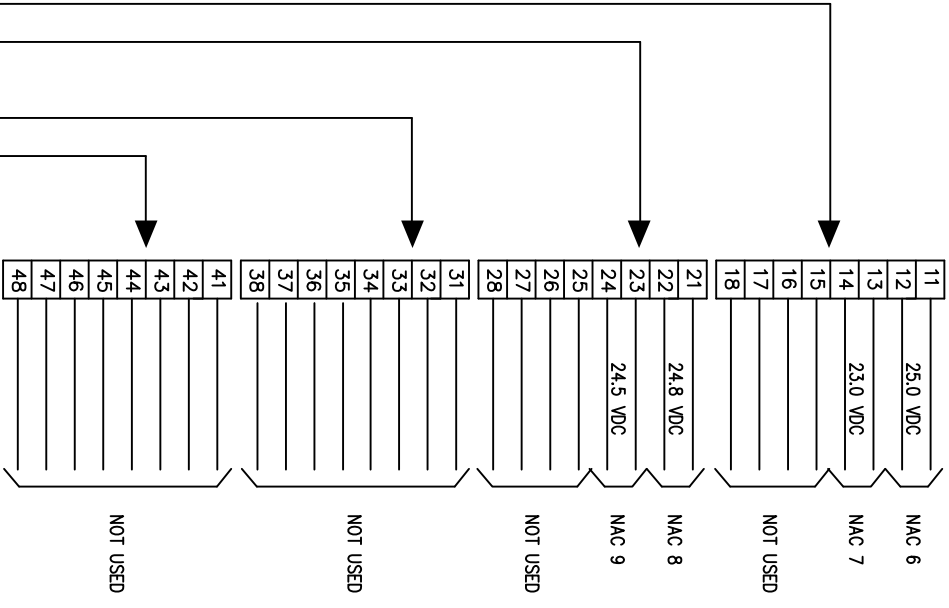 11
12
13
14
15
16
17
18
21
22
23
24
25
26
27
28
31
32
33
34
35
36
37
38
41
42
43
44
45
46
47
48
25.0 VDC
23.0 VDC
24.8 VDC
24.5 VDC
NAC 6
NAC 7
NOT USED
NAC 8
NAC 9
NOT USED
NOT USED
NOT USED